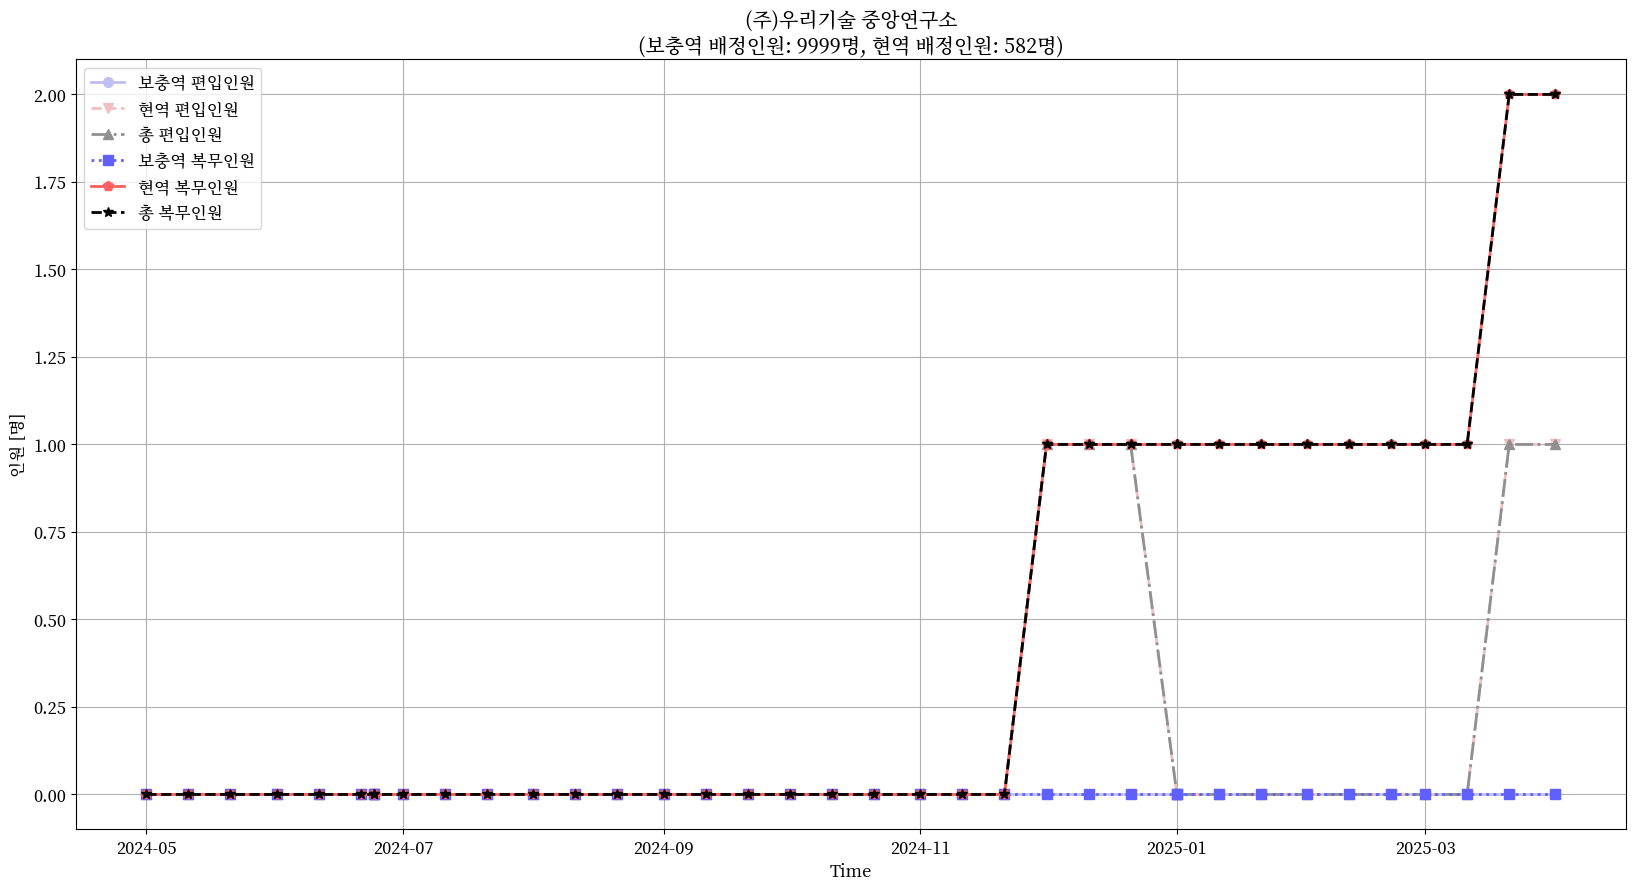 (주)우리기술 중앙연구소
(보충역 배정인원: 9999명, 현역 배정인원: 582명)
보충역 편입인원
현역 편입인원
총 편입인원
보충역 복무인원
현역 복무인원
총 복무인원
2.00
1.75
1.50
1.25
1.00
0.75
0.50
0.25
0.00
인원 [명]
2024-05 2024-07 2024-09 2024-11 2025-01 2025-03
Time